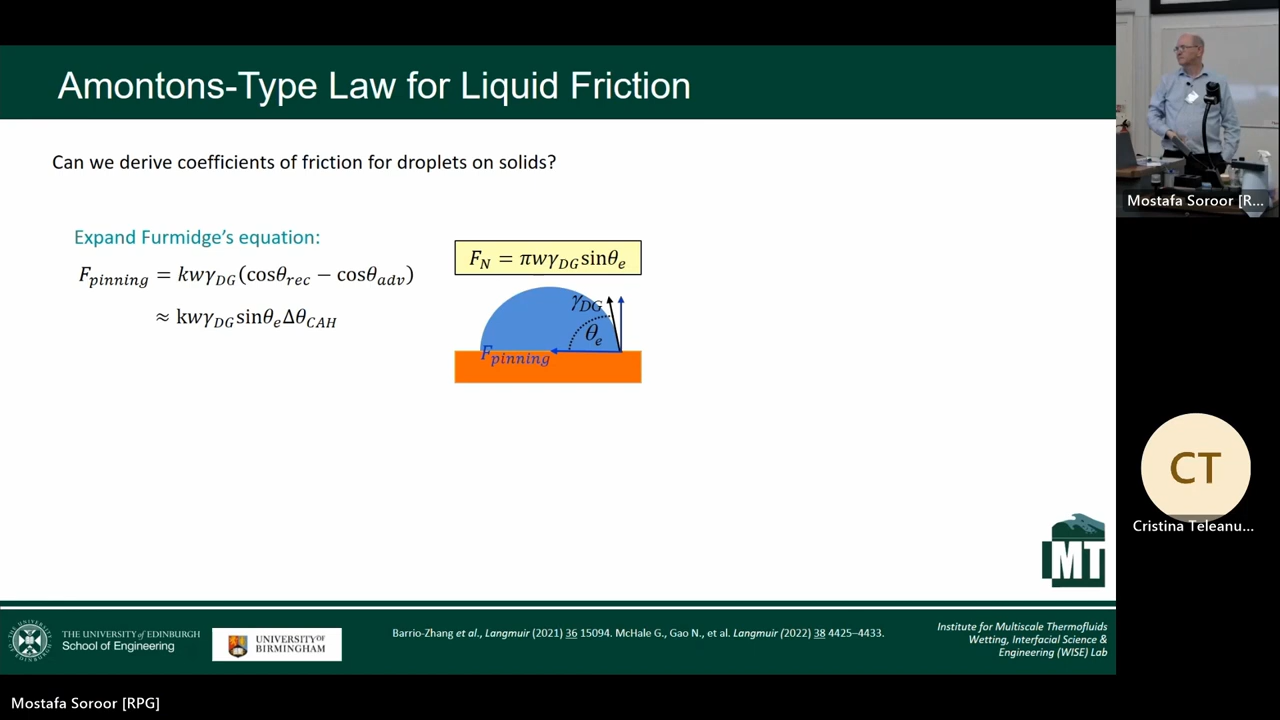 Amontons-Type Law for Liquid Friction
Can we derive coefficients of friction for droplets on solids?
Expand Furmidge's equation:
F_pinning = kwγ_DG(cosθ_rec − cosθ_adv)
≈ kwγ_DG sinθ_e Δθ_CAH
F_N = πwγ_DG sinθ_e
γ_DG
θ_e
F_pinning
MT
THE UNIVERSITY of EDINBURGH
School of Engineering
UNIVERSITY OF
BIRMINGHAM
Barrio-Zhang et al., Langmuir (2021) 36 15094. McHale G., Gao N., et al. Langmuir (2022) 38 4425–4433.
Institute for Multiscale Thermofluids
Wetting, Interfacial Science &
Engineering (WISE) Lab
Mostafa Soroor [R...
CT
Cristina Teleanu...
Mostafa Soroor [RPG]